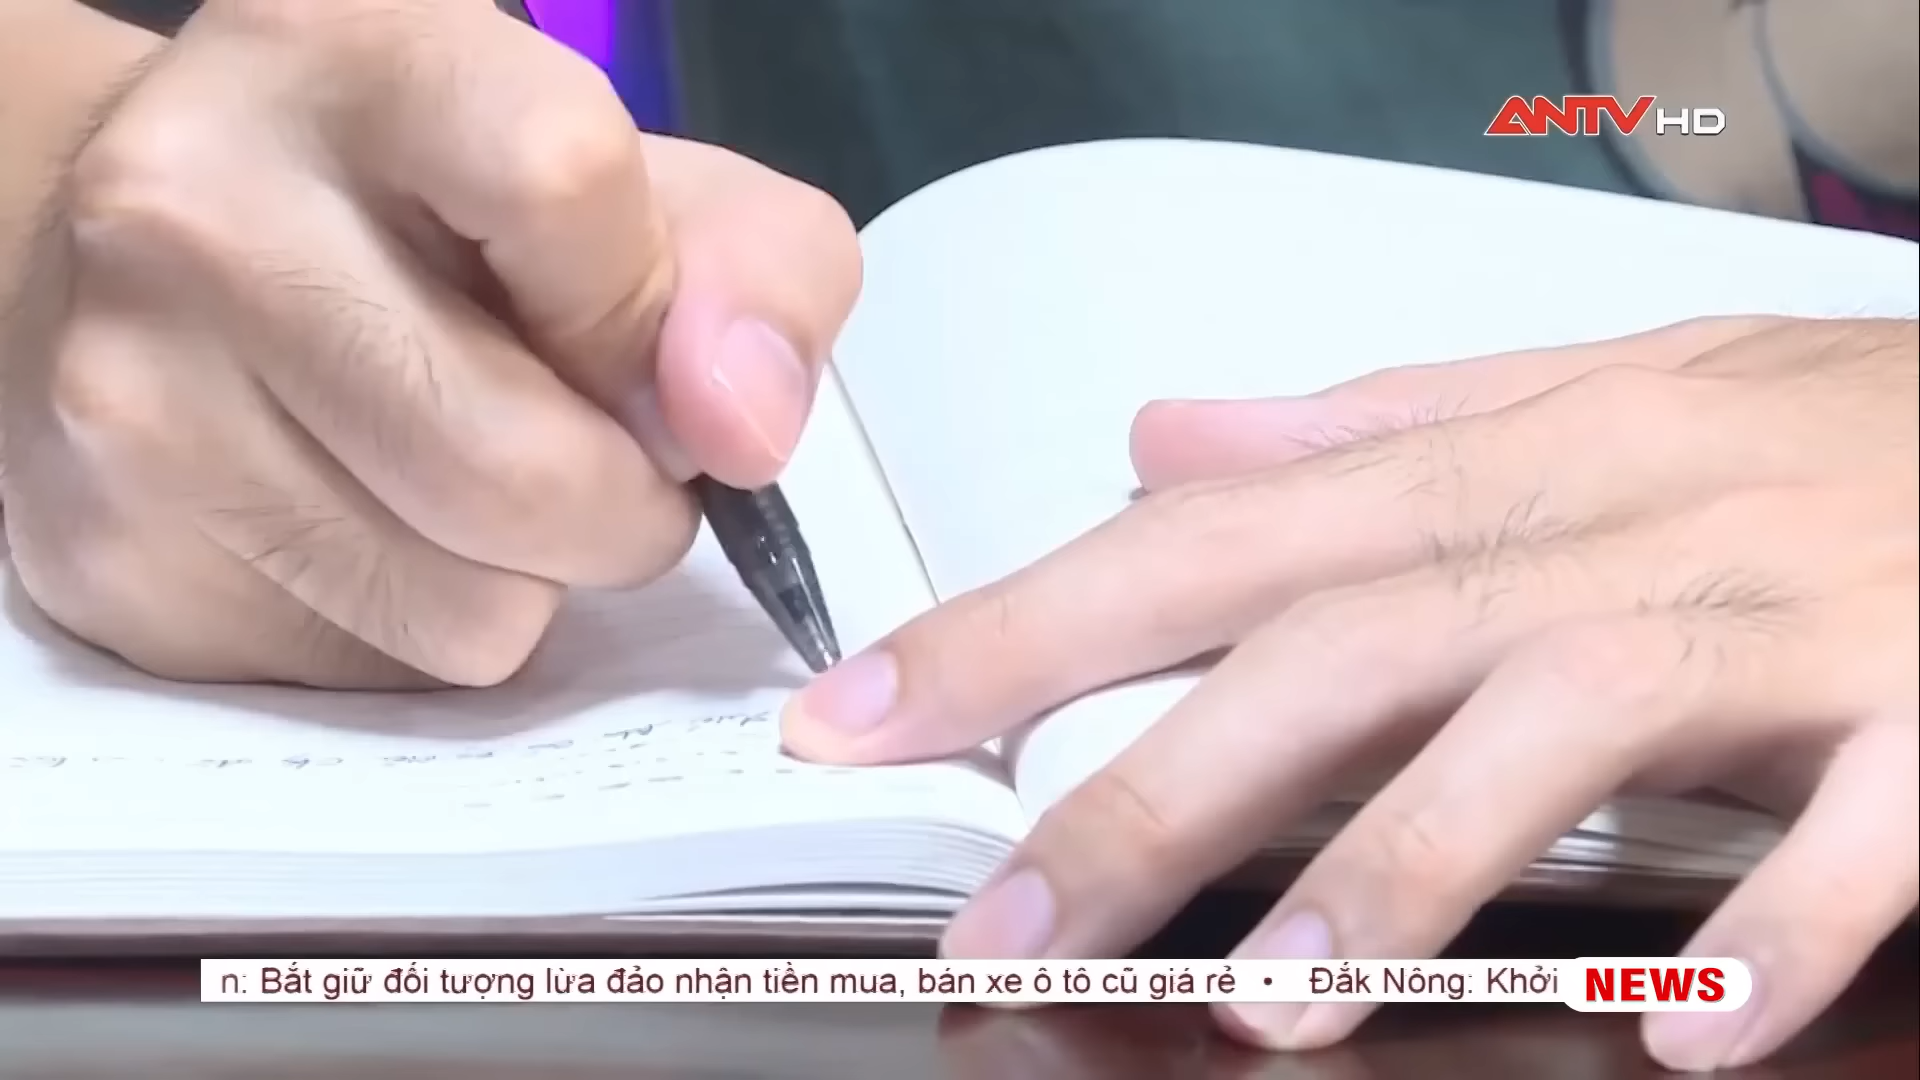 ANTV HD
n: Bắt giữ đối tượng lừa đảo nhận tiền mua, bán xe ô tô cũ giá rẻ • Đắk Nông: Khởi
NEWS